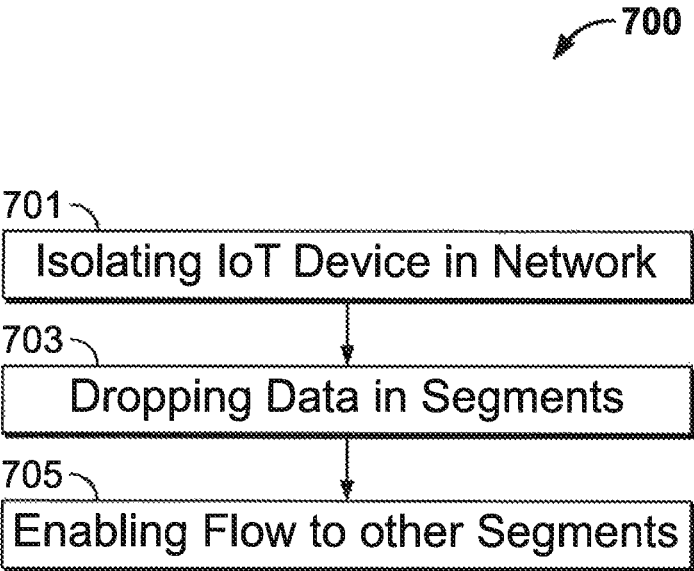 700
701
Isolating IoT Device in Network
703
Dropping Data in Segments
705
Enabling Flow to other Segments